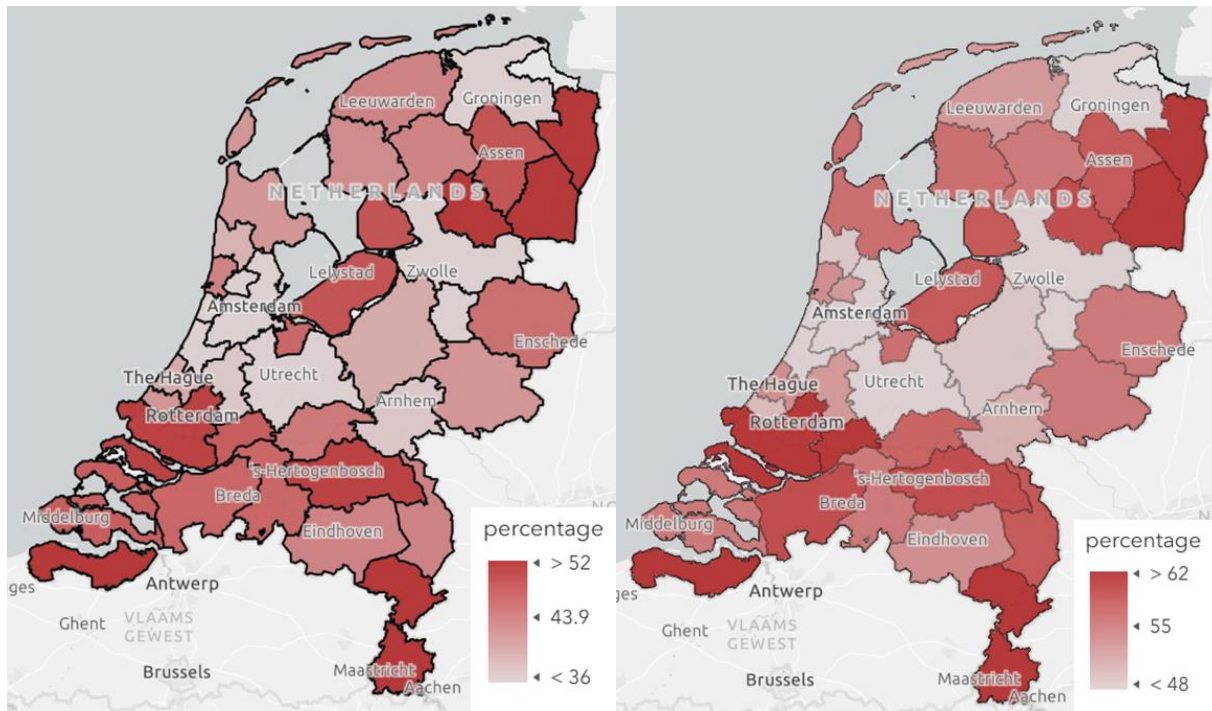 Leeuwarden
Groningen
Assen
NETHERLANDS
Lelystad
Zwolle
Amsterdam
Enschede
Utrecht
The Hague
Arnhem
Rotterdam
's-Hertogenbosch
Breda
Middelburg
Eindhoven
percentage
> 52
43.9
< 36
ges
Antwerp
Ghent
VLAAMS
GEWEST
Brussels
Maastricht
Aachen
Leeuwarden
Groningen
Assen
NETHERLANDS
Lelystad
Zwolle
Amsterdam
Enschede
Utrecht
The Hague
Arnhem
Rotterdam
's-Hertogenbosch
Breda
Middelburg
Eindhoven
percentage
> 62
55
< 48
ges
Antwerp
Ghent
VLAAMS
GEWEST
Brussels
Maastricht
Aachen